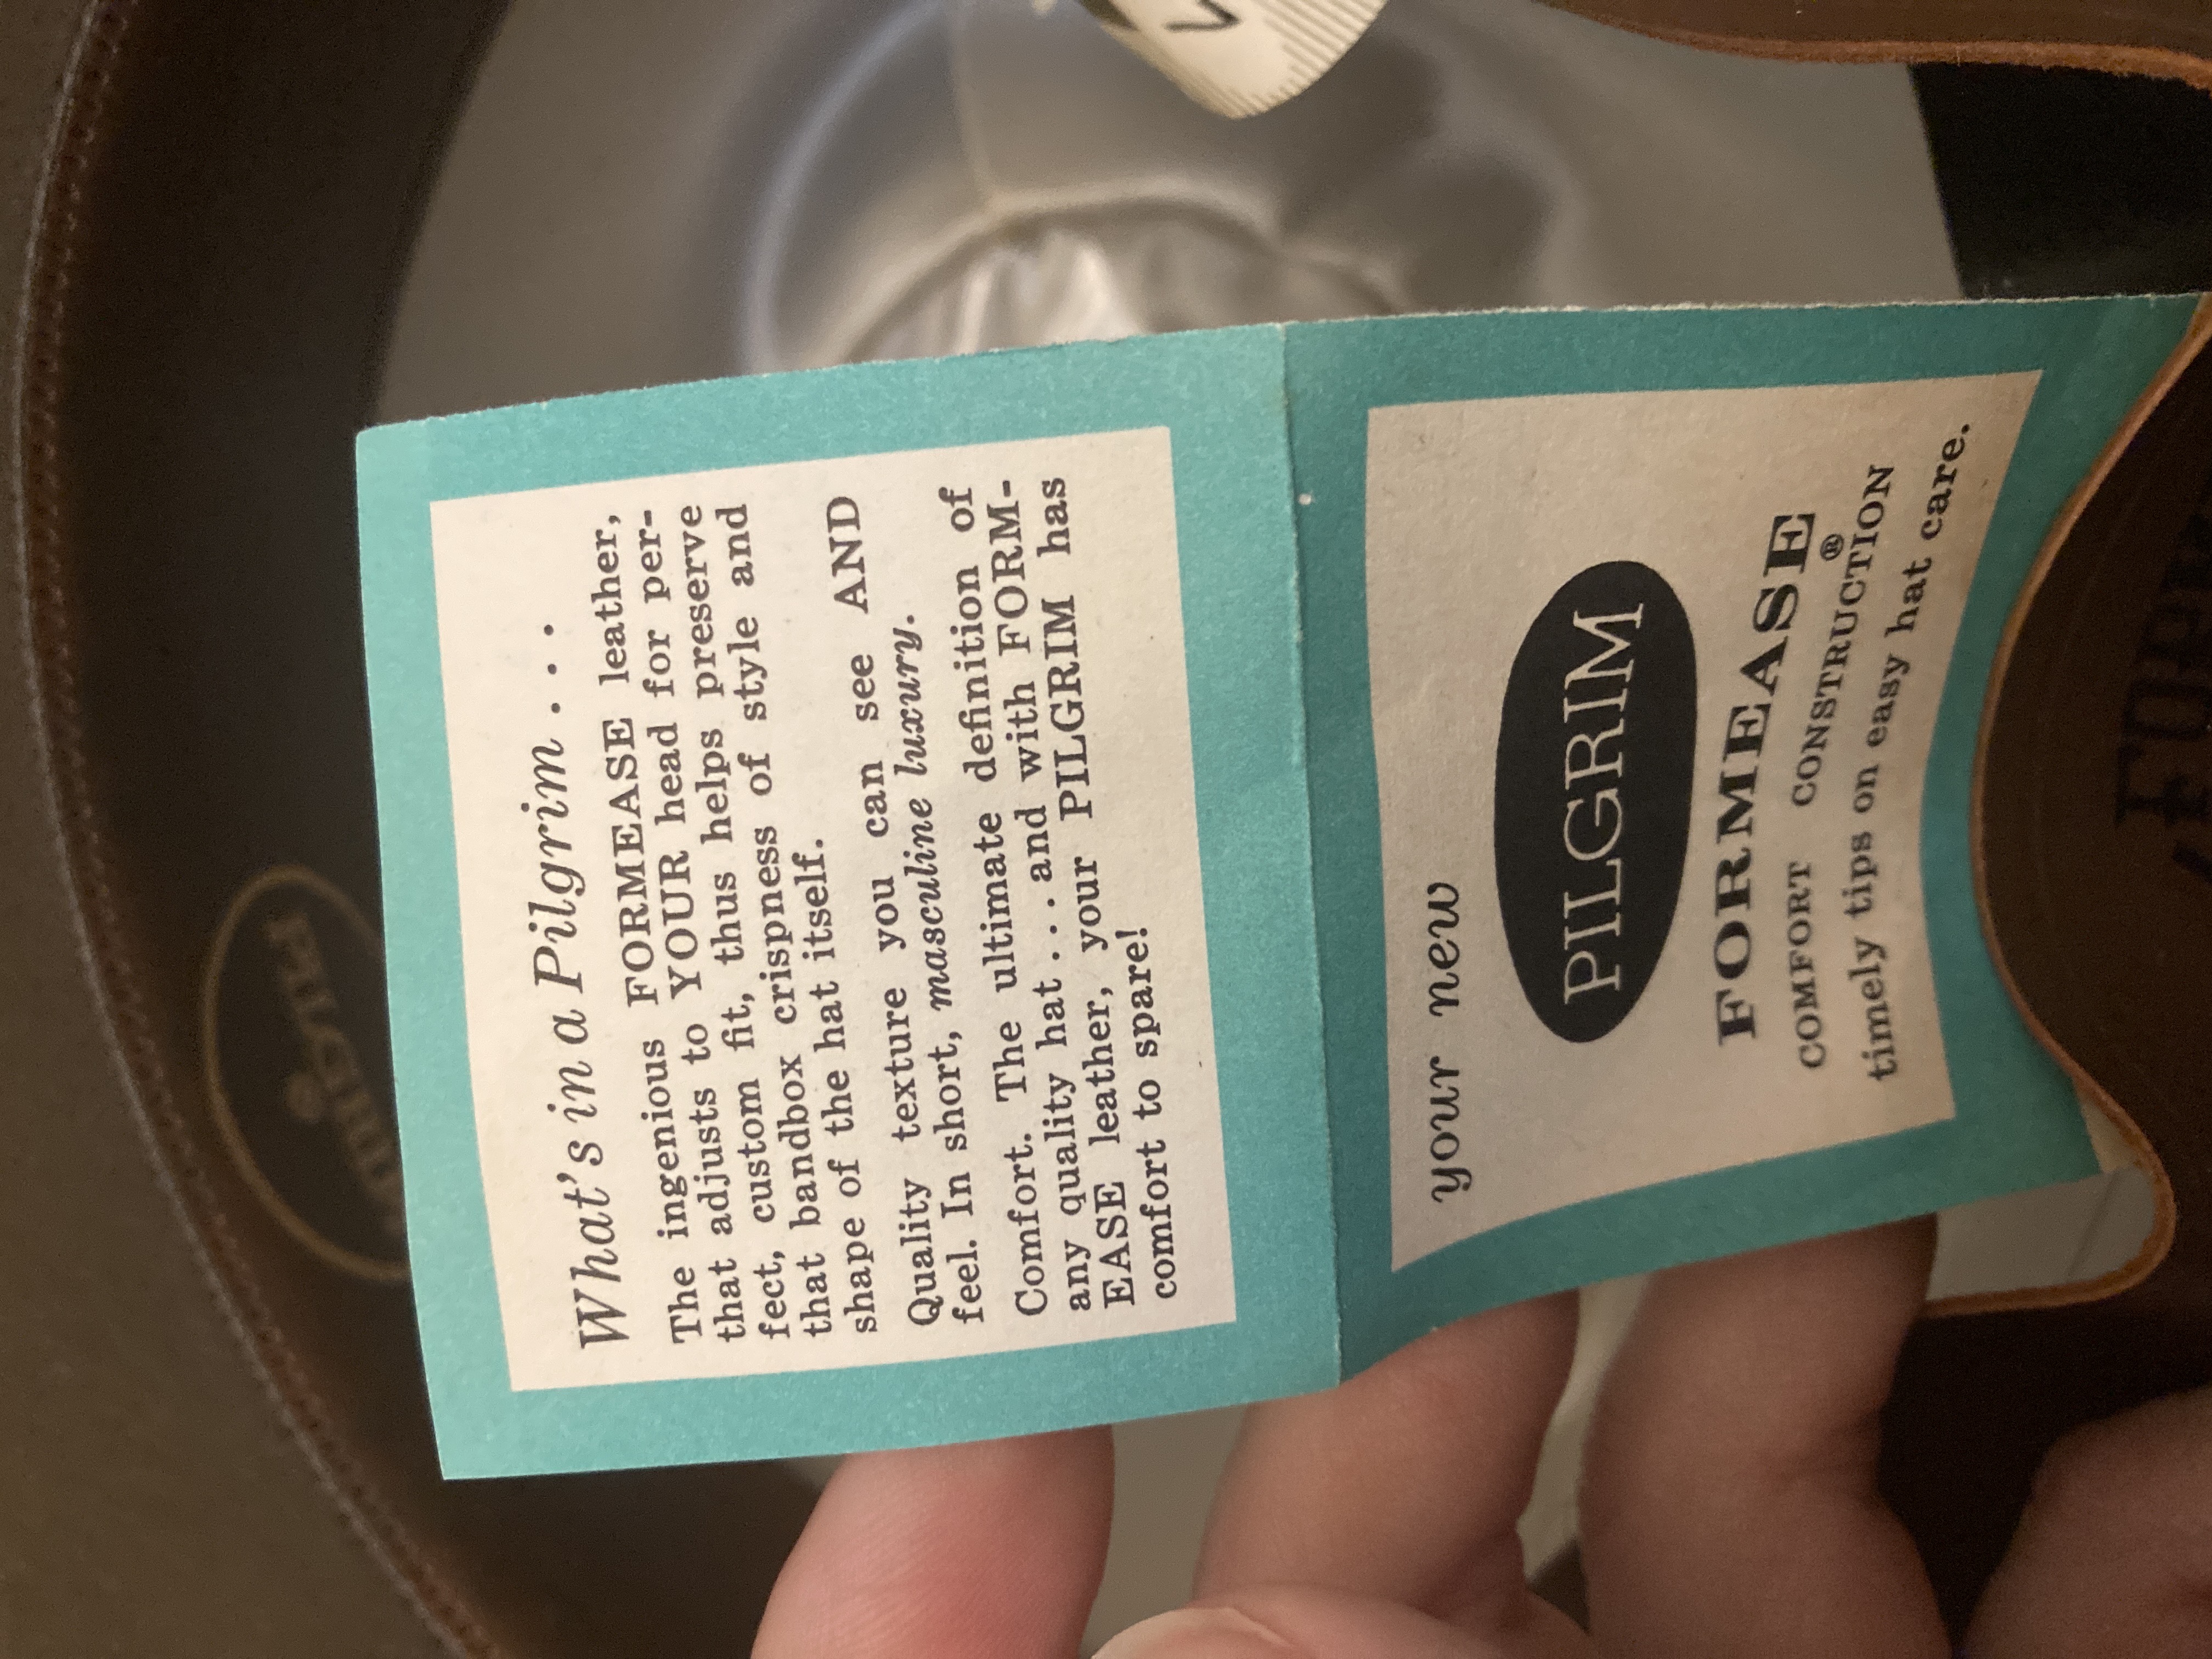 What's in a Pilgrim . . .
The ingenious FORMEASE leather,
that adjusts to YOUR head for per-
fect, custom fit, thus helps preserve
that bandbox crispness of style and
shape of the hat itself.
Quality texture you can see AND
feel. In short, masculine luxury.
Comfort. The ultimate definition of
any quality hat . . . and with FORM-
EASE leather, your PILGRIM has
comfort to spare!
your new
PILGRIM
FORMEASE
®
COMFORT CONSTRUCTION
timely tips on easy hat care.
PILGRIM